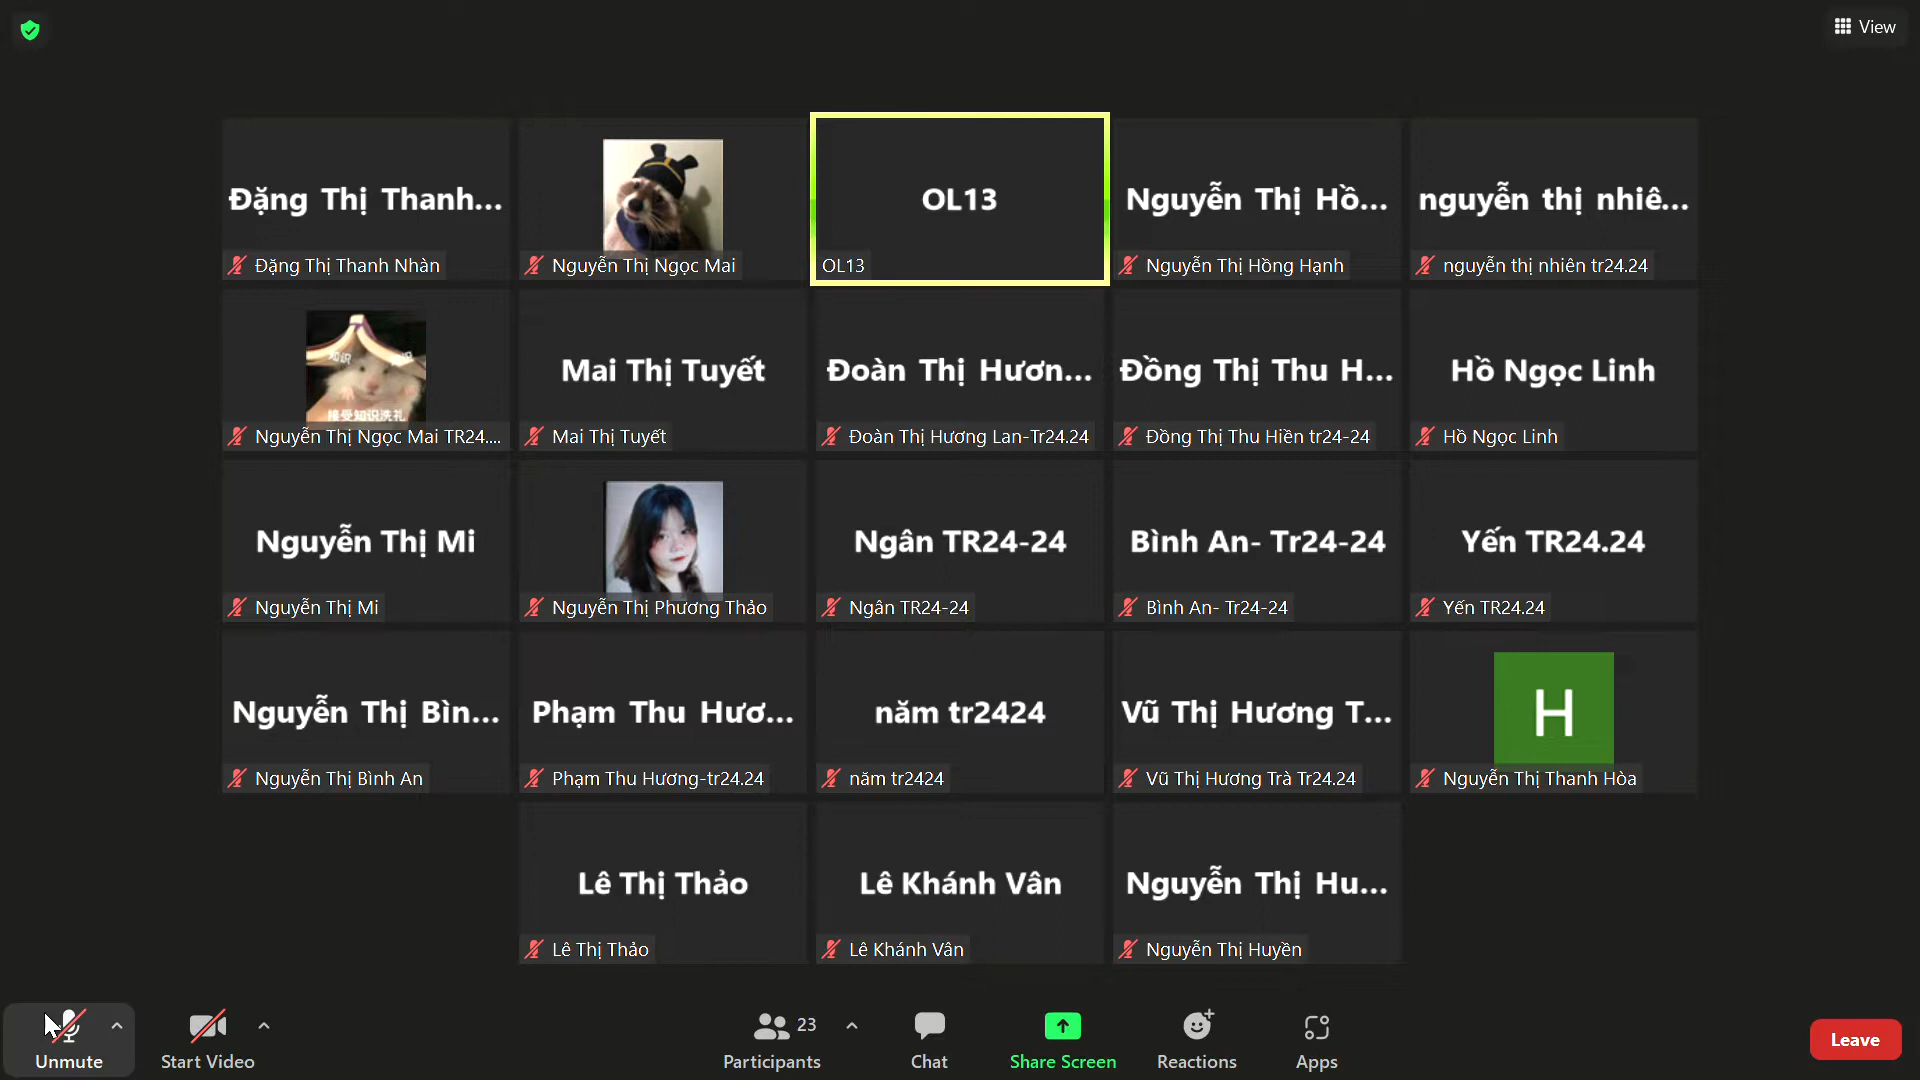 View
Đặng Thị Thanh...
Đặng Thị Thanh Nhàn
Nguyễn Thị Ngọc Mai
OL13
OL13
Nguyễn Thị Hồ...
Nguyễn Thị Hồng Hạnh
nguyễn thị nhiê...
nguyễn thị nhiên tr24.24
知识
接受知识洗礼
Nguyễn Thị Ngọc Mai TR24....
Mai Thị Tuyết
Mai Thị Tuyết
Đoàn Thị Hươn...
Đoàn Thị Hương Lan-Tr24.24
Đồng Thị Thu H...
Đồng Thị Thu Hiền tr24-24
Hồ Ngọc Linh
Hồ Ngọc Linh
Nguyễn Thị Mi
Nguyễn Thị Mi
Nguyễn Thị Phương Thảo
Ngân TR24-24
Ngân TR24-24
Bình An- Tr24-24
Bình An- Tr24-24
Yến TR24.24
Yến TR24.24
Nguyễn Thị Bìn...
Nguyễn Thị Bình An
Phạm Thu Hươ...
Phạm Thu Hương-tr24.24
năm tr2424
năm tr2424
Vũ Thị Hương T...
Vũ Thị Hương Trà Tr24.24
H
Nguyễn Thị Thanh Hòa
Lê Thị Thảo
Lê Thị Thảo
Lê Khánh Vân
Lê Khánh Vân
Nguyễn Thị Hu...
Nguyễn Thị Huyền
Unmute
Start Video
23
Participants
Chat
Share Screen
Reactions
Apps
Leave